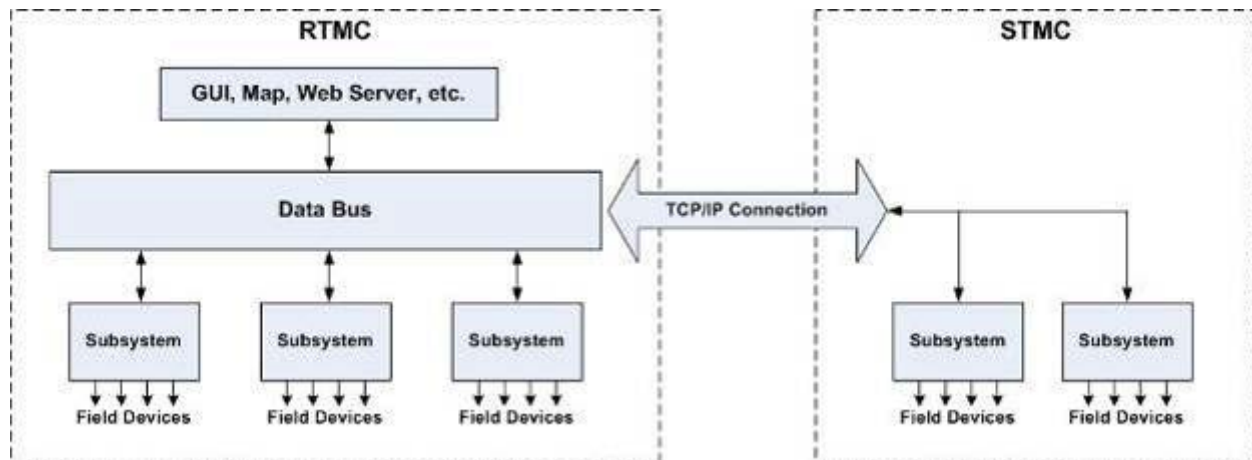 RTMC
STMC
GUI, Map, Web Server, etc.
Data Bus
TCP/IP Connection
Subsystem
Subsystem
Subsystem
Subsystem
Subsystem
Field Devices
Field Devices
Field Devices
Field Devices
Field Devices